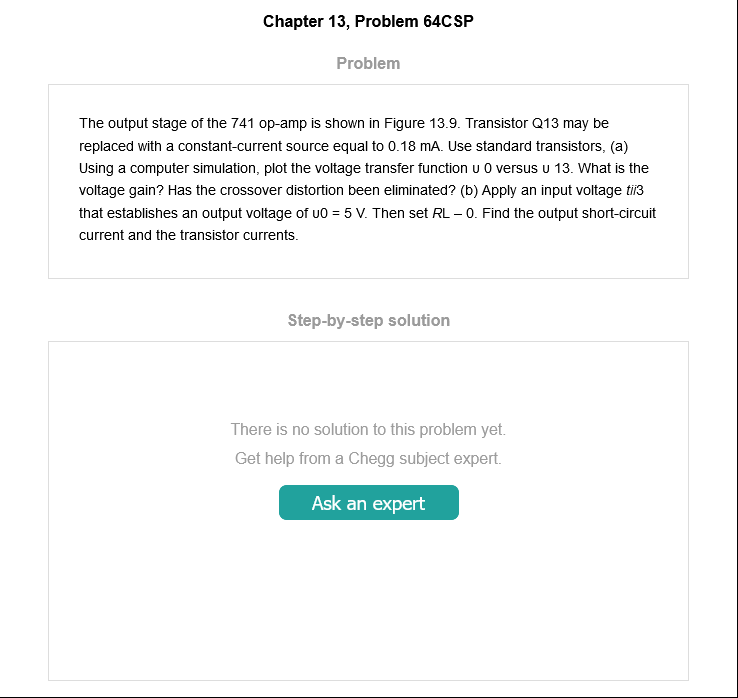 Chapter 13, Problem 64CSP
Problem
The output stage of the 741 op-amp is shown in Figure 13.9. Transistor Q13 may be
replaced with a constant-current source equal to 0.18 mA. Use standard transistors, (a)
Using a computer simulation, plot the voltage transfer function υ 0 versus υ 13. What is the
voltage gain? Has the crossover distortion been eliminated? (b) Apply an input voltage tii3
that establishes an output voltage of υ0 = 5 V. Then set RL – 0. Find the output short-circuit
current and the transistor currents.
Step-by-step solution
There is no solution to this problem yet.
Get help from a Chegg subject expert.
Ask an expert